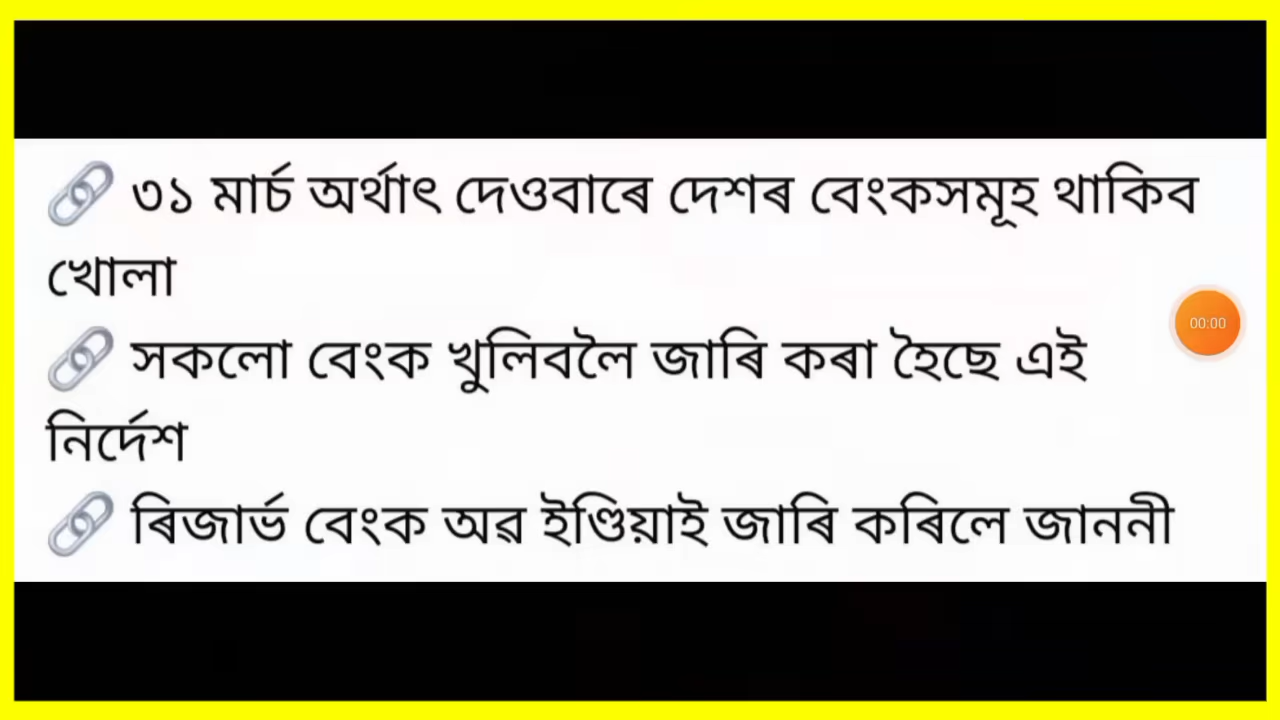 🔗 ৩১ মাৰ্চ অৰ্থাৎ দেওবাৰে দেশৰ বেংকসমূহ থাকিব
খোলা
🔗 সকলো বেংক খুলিবলৈ জাৰি কৰা হৈছে এই
নিৰ্দেশ
🔗 ৰিজাৰ্ভ বেংক অৱ ইণ্ডিয়াই জাৰি কৰিলে জাননী
00:00